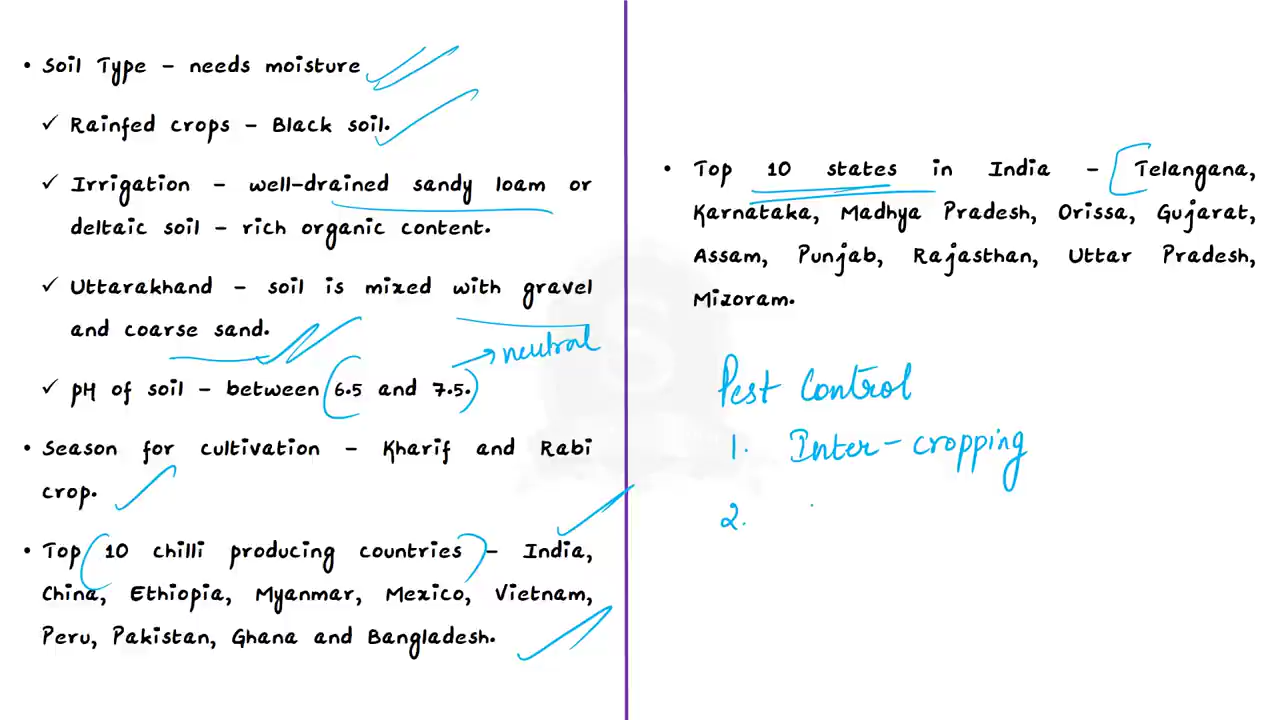 • Soil Type – needs moisture
✓ Rainfed crops – Black soil.
✓ Irrigation – well-drained sandy loam or
deltaic soil – rich organic content.
✓ Uttarakhand – soil is mixed with gravel
and coarse sand.
→ neutral
✓ pH of soil – between (6.5 and 7.5.)
• Season for cultivation – Kharif and Rabi
crop.
• Top 10 chilli producing countries – India,
China, Ethiopia, Myanmar, Mexico, Vietnam,
Peru, Pakistan, Ghana and Bangladesh.
• Top 10 states in India – Telangana,
Karnataka, Madhya Pradesh, Orissa, Gujarat,
Assam, Punjab, Rajasthan, Uttar Pradesh,
Mizoram.
Pest Control
1. Inter-cropping
2.